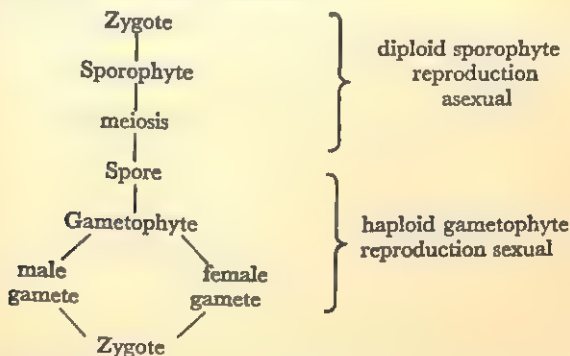 Zygote
Sporophyte
meiosis
Spore
Gametophyte
male
gamete
female
gamete
Zygote
diploid sporophyte
reproduction
asexual
haploid gametophyte
reproduction sexual